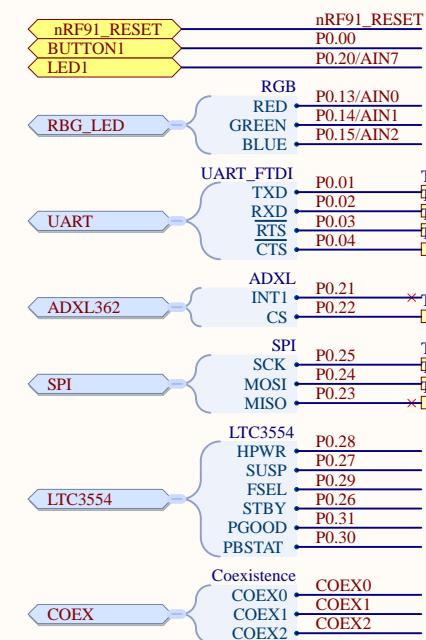 nRF91_RESET nRF91_RESET
BUTTON1 P0.00
LED1 P0.20/AIN7
RGB
RED P0.13/AIN0
RBG_LED GREEN P0.14/AIN1
BLUE P0.15/AIN2
UART_FTDI
TXD P0.01
UART RXD P0.02
RTS P0.03
CTS P0.04
ADXL
ADXL362 INT1 P0.21
CS P0.22
SPI
SCK P0.25
SPI MOSI P0.24
MISO P0.23
LTC3554
HPWR P0.28
SUSP P0.27
LTC3554 FSEL P0.29
STBY P0.26
PGOOD P0.31
PBSTAT P0.30
Coexistence
COEX0 COEX0
COEX COEX1 COEX1
COEX2 COEX2